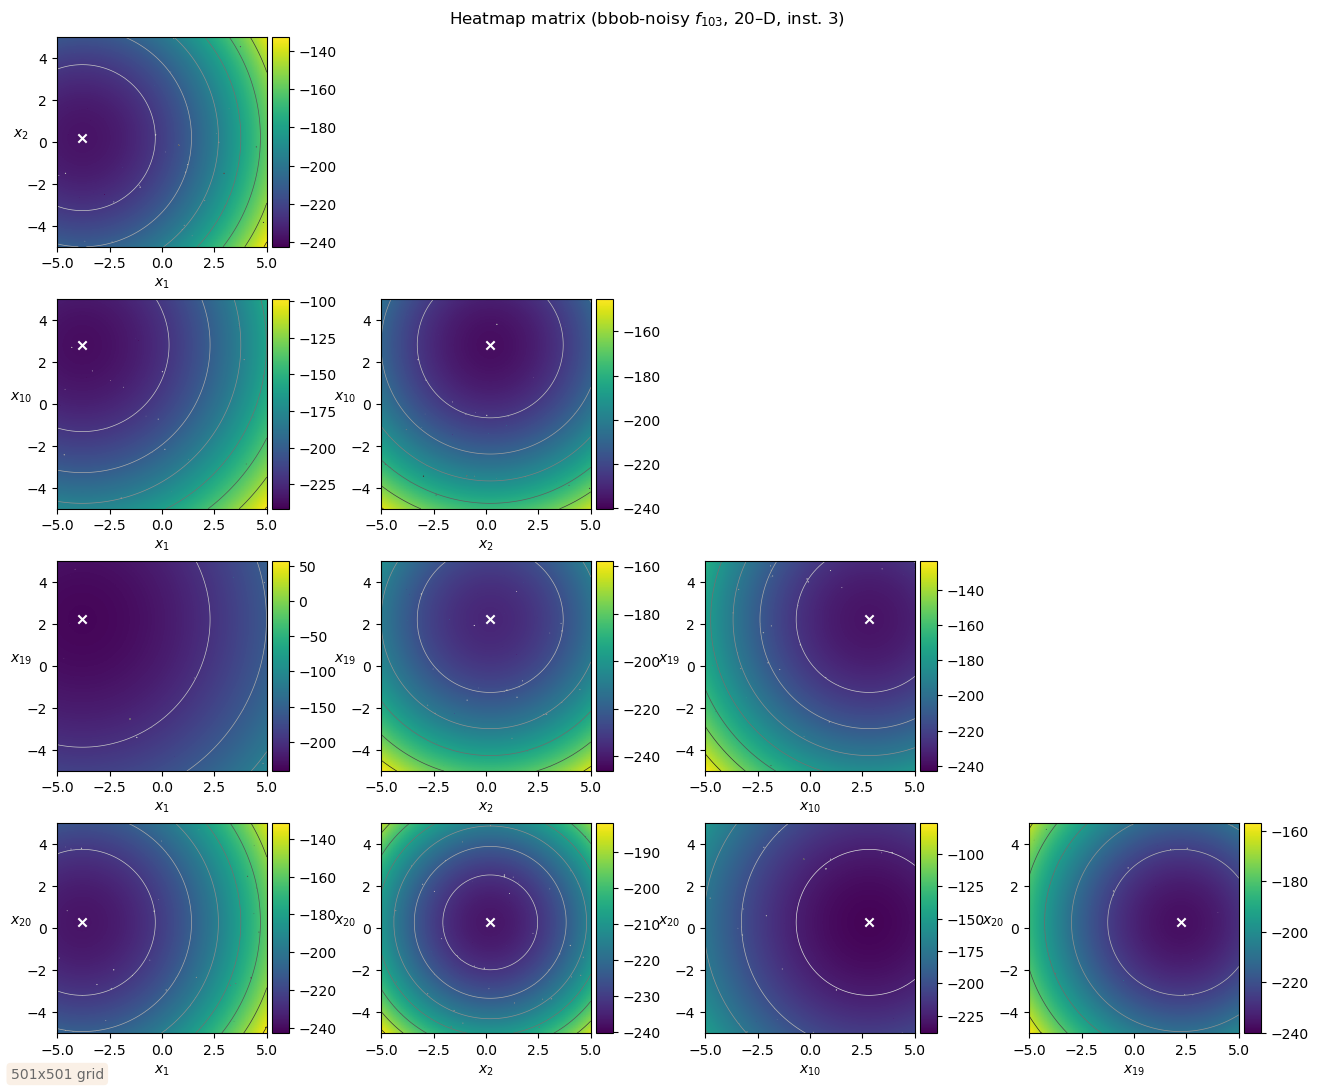 Heatmap matrix (bbob-noisy f103, 20–D, inst. 3)
4 2 0 −2 −4
x2
−5.0 −2.5 0.0 2.5 5.0
x1
−140 −160 −180 −200 −220 −240
4 2 0 −2 −4
x10
−5.0 −2.5 0.0 2.5 5.0
x1
−100 −125 −150 −175 −200 −225
4 2 0 −2 −4
x10
−5.0 −2.5 0.0 2.5 5.0
x2
−160 −180 −200 −220 −240
4 2 0 −2 −4
x19
−5.0 −2.5 0.0 2.5 5.0
x1
50 0 −50 −100 −150 −200
4 2 0 −2 −4
x19
−5.0 −2.5 0.0 2.5 5.0
x2
−160 −180 −200 −220 −240
4 2 0 −2 −4
x19
−5.0 −2.5 0.0 2.5 5.0
x10
−140 −160 −180 −200 −220 −240
4 2 0 −2 −4
x20
−5.0 −2.5 0.0 2.5 5.0
x1
−140 −160 −180 −200 −220 −240
4 2 0 −2 −4
x20
−5.0 −2.5 0.0 2.5 5.0
x2
−190 −200 −210 −220 −230 −240
4 2 0 −2 −4
x20
−5.0 −2.5 0.0 2.5 5.0
x10
−100 −125 −150 −175 −200 −225
4 2 0 −2 −4
x20
−5.0 −2.5 0.0 2.5 5.0
x19
−160 −180 −200 −220 −240
501x501 grid